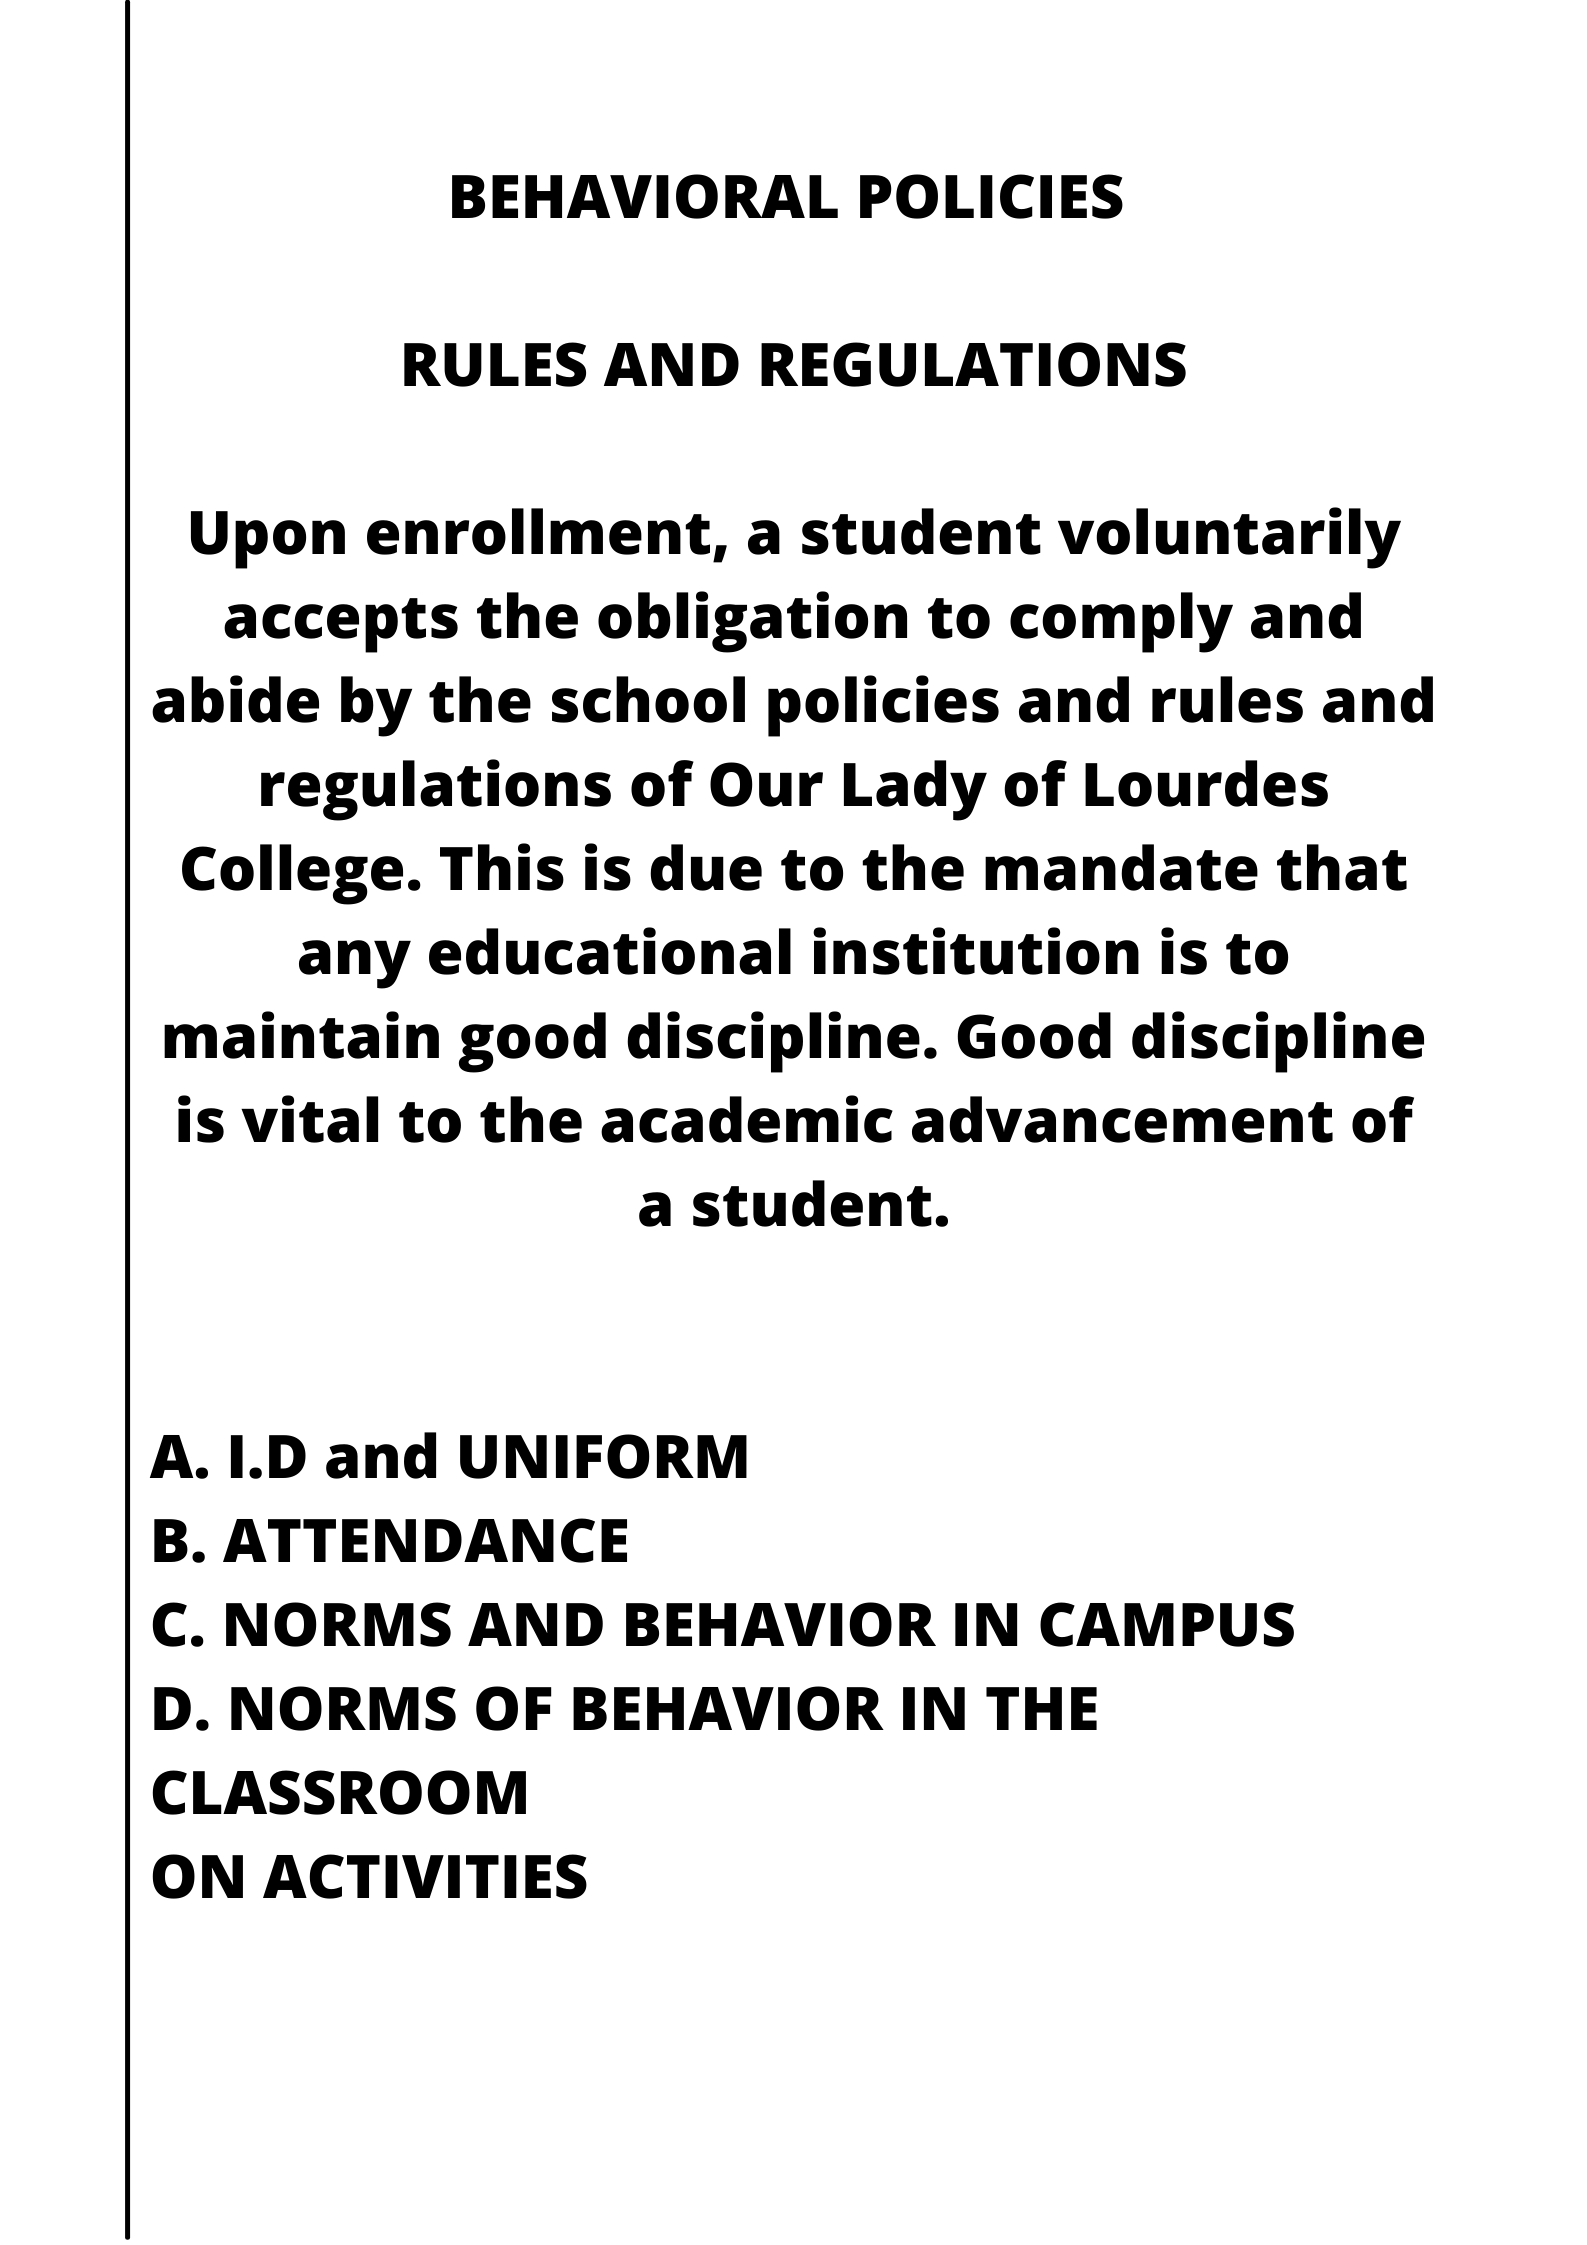 BEHAVIORAL POLICIES
RULES AND REGULATIONS
Upon enrollment, a student voluntarily
accepts the obligation to comply and
abide by the school policies and rules and
regulations of Our Lady of Lourdes
College. This is due to the mandate that
any educational institution is to
maintain good discipline. Good discipline
is vital to the academic advancement of
a student.
A. I.D and UNIFORM
B. ATTENDANCE
C. NORMS AND BEHAVIOR IN CAMPUS
D. NORMS OF BEHAVIOR IN THE
CLASSROOM
ON ACTIVITIES